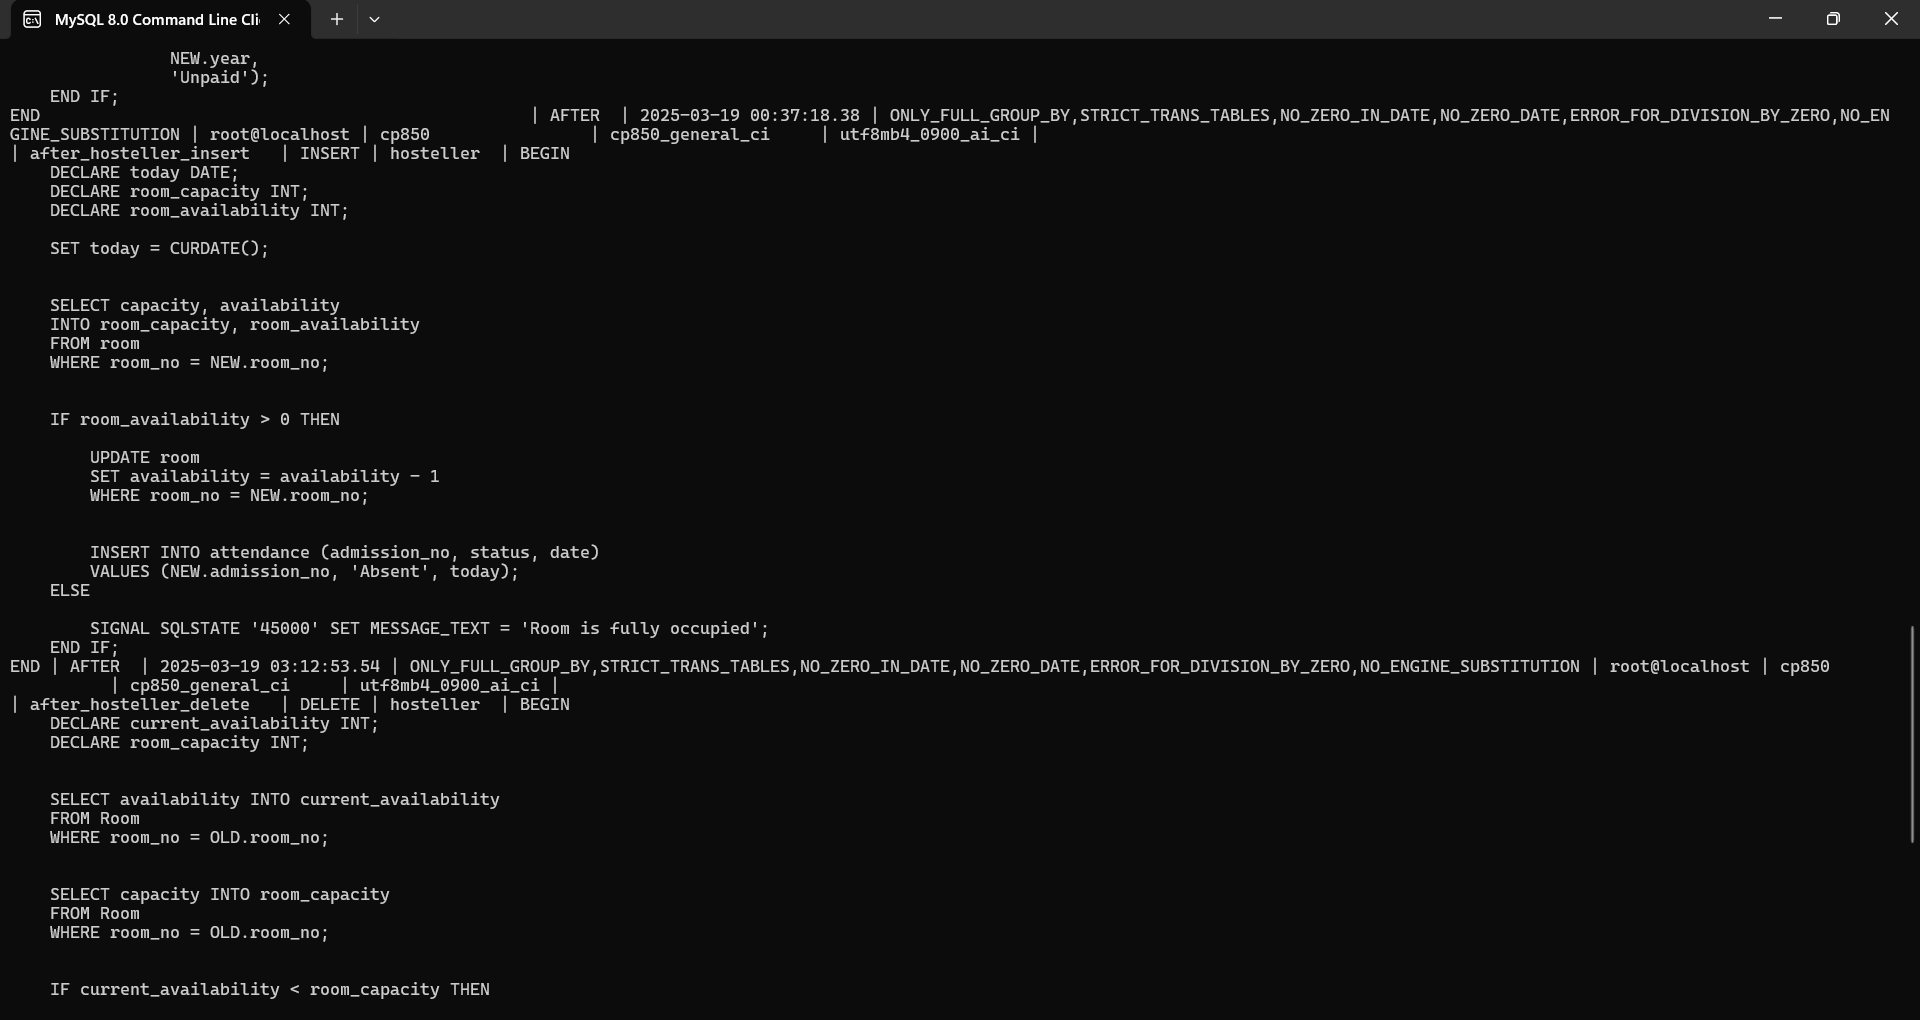 MySQL 8.0 Command Line Cli
NEW.year,
'Unpaid');
END IF;
END | AFTER | 2025-03-19 00:37:18.38 | ONLY_FULL_GROUP_BY,STRICT_TRANS_TABLES,NO_ZERO_IN_DATE,NO_ZERO_DATE,ERROR_FOR_DIVISION_BY_ZERO,NO_EN
GINE_SUBSTITUTION | root@localhost | cp850 | cp850_general_ci | utf8mb4_0900_ai_ci |
| after_hosteller_insert | INSERT | hosteller | BEGIN
DECLARE today DATE;
DECLARE room_capacity INT;
DECLARE room_availability INT;
SET today = CURDATE();
SELECT capacity, availability
INTO room_capacity, room_availability
FROM room
WHERE room_no = NEW.room_no;
IF room_availability > 0 THEN
UPDATE room
SET availability = availability - 1
WHERE room_no = NEW.room_no;
INSERT INTO attendance (admission_no, status, date)
VALUES (NEW.admission_no, 'Absent', today);
ELSE
SIGNAL SQLSTATE '45000' SET MESSAGE_TEXT = 'Room is fully occupied';
END IF;
END | AFTER | 2025-03-19 03:12:53.54 | ONLY_FULL_GROUP_BY,STRICT_TRANS_TABLES,NO_ZERO_IN_DATE,NO_ZERO_DATE,ERROR_FOR_DIVISION_BY_ZERO,NO_ENGINE_SUBSTITUTION | root@localhost | cp850
| cp850_general_ci | utf8mb4_0900_ai_ci |
| after_hosteller_delete | DELETE | hosteller | BEGIN
DECLARE current_availability INT;
DECLARE room_capacity INT;
SELECT availability INTO current_availability
FROM Room
WHERE room_no = OLD.room_no;
SELECT capacity INTO room_capacity
FROM Room
WHERE room_no = OLD.room_no;
IF current_availability < room_capacity THEN